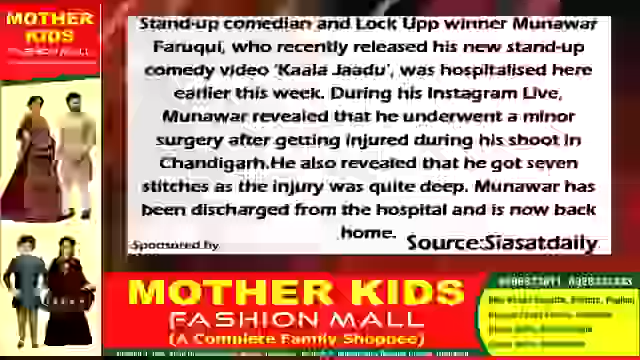 MOTHER
KIDS
FASHION MALL
Stand-up comedian and Lock Upp winner Munawar
Faruqui, who recently released his new stand-up
comedy video 'Kaala Jaadu', was hospitalised here
earlier this week. During his Instagram Live,
Munawar revealed that he underwent a minor
surgery after getting injured during his shoot in
Chandigarh.He also revealed that he got seven
stitches as the injury was quite deep. Munawar has
been discharged from the hospital and is now back
home.
Sponsored by
Source:Siasatdaily
MOTHER KIDS
FASHION MALL
(A Complete Family Shoppee)